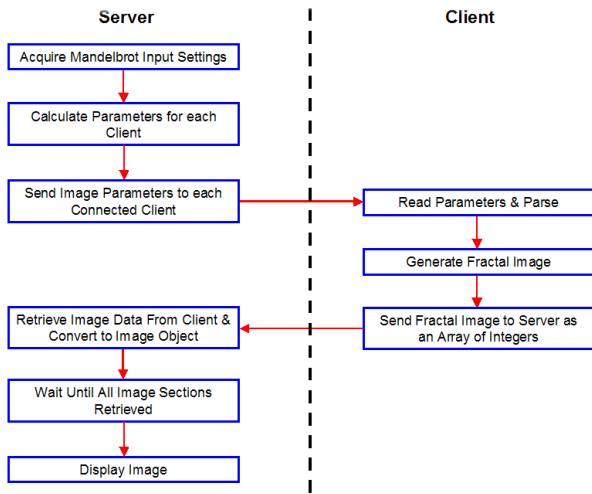 Server
Client
Acquire Mandelbrot Input Settings
Calculate Parameters for each
Client
Send Image Parameters to each
Connected Client
Read Parameters & Parse
Generate Fractal Image
Send Fractal Image to Server as
an Array of Integers
Retrieve Image Data From Client &
Convert to Image Object
Wait Until All Image Sections
Retrieved
Display Image